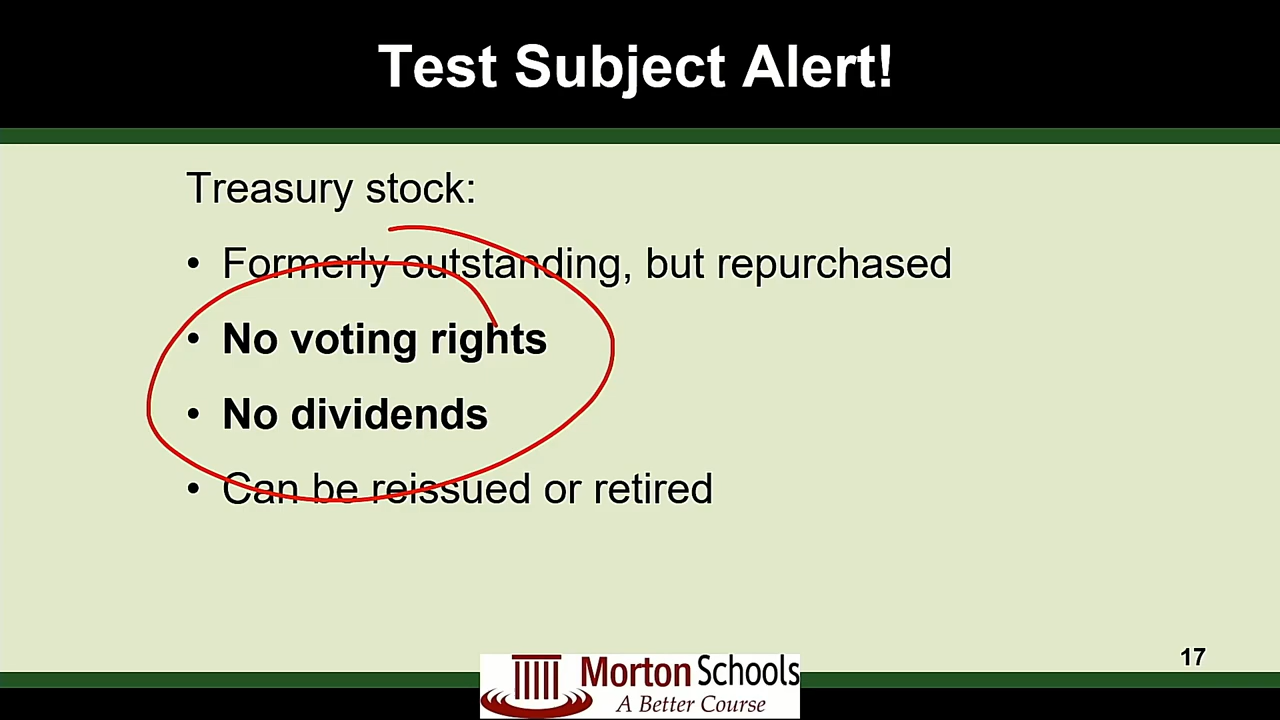 Test Subject Alert!
Treasury stock:
• Formerly outstanding, but repurchased
• No voting rights
• No dividends
• Can be reissued or retired
17
Morton Schools
A Better Course